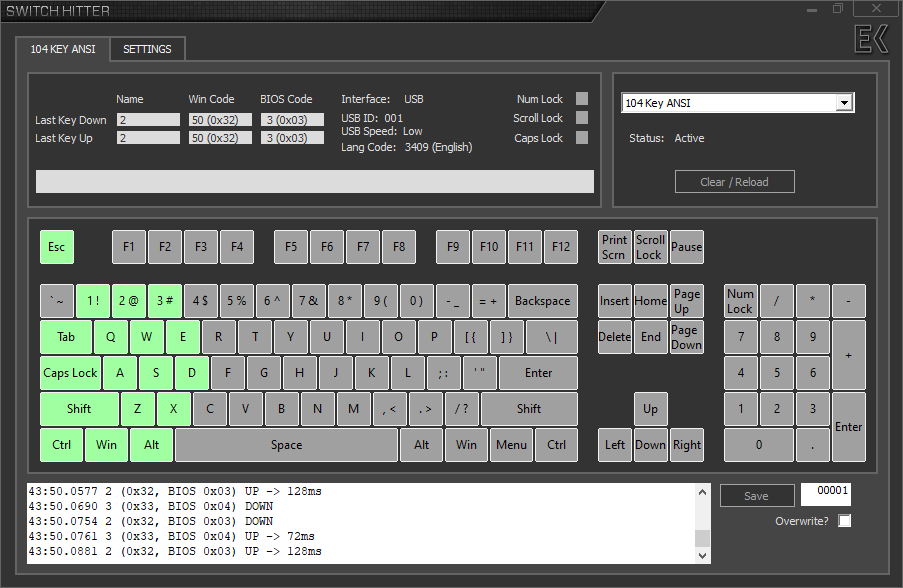 SWITCH HITTER
104 KEY ANSI SETTINGS
EK
Name Win Code BIOS Code Interface: USB Num Lock
Last Key Down 2 50 (0x32) 3 (0x03) USB ID: 001 Scroll Lock
USB Speed: Low
Last Key Up 2 50 (0x32) 3 (0x03) Lang Code: 3409 (English) Caps Lock
104 Key ANSI
Status: Active
Clear / Reload
Esc F1 F2 F3 F4 F5 F6 F7 F8 F9 F10 F11 F12 Print Scrn Scroll Lock Pause
` ~ 1 ! 2 @ 3 # 4 $ 5 % 6 ^ 7 & 8 * 9 ( 0 ) - _ = + Backspace Insert Home Page Up Num Lock / * -
Tab Q W E R T Y U I O P [ { ] } \ | Delete End Page Down 7 8 9 +
Caps Lock A S D F G H J K L ; : ' " Enter 4 5 6
Shift Z X C V B N M , < . > / ? Shift Up 1 2 3 Enter
Ctrl Win Alt Space Alt Win Menu Ctrl Left Down Right 0 .
43:50.0577 2 (0x32, BIOS 0x03) UP -> 128ms
43:50.0690 3 (0x33, BIOS 0x04) DOWN
43:50.0754 2 (0x32, BIOS 0x03) DOWN
43:50.0761 3 (0x33, BIOS 0x04) UP -> 72ms
43:50.0881 2 (0x32, BIOS 0x03) UP -> 128ms
Save 00001
Overwrite?